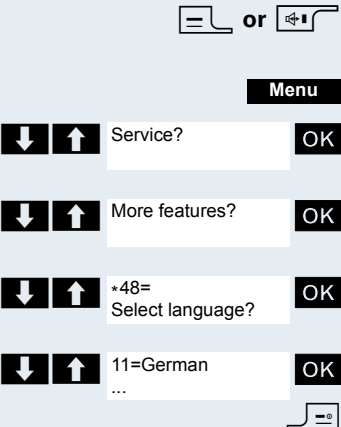 or
Menu
Service? OK
More features? OK
*48=
Select language? OK
11=German OK
...